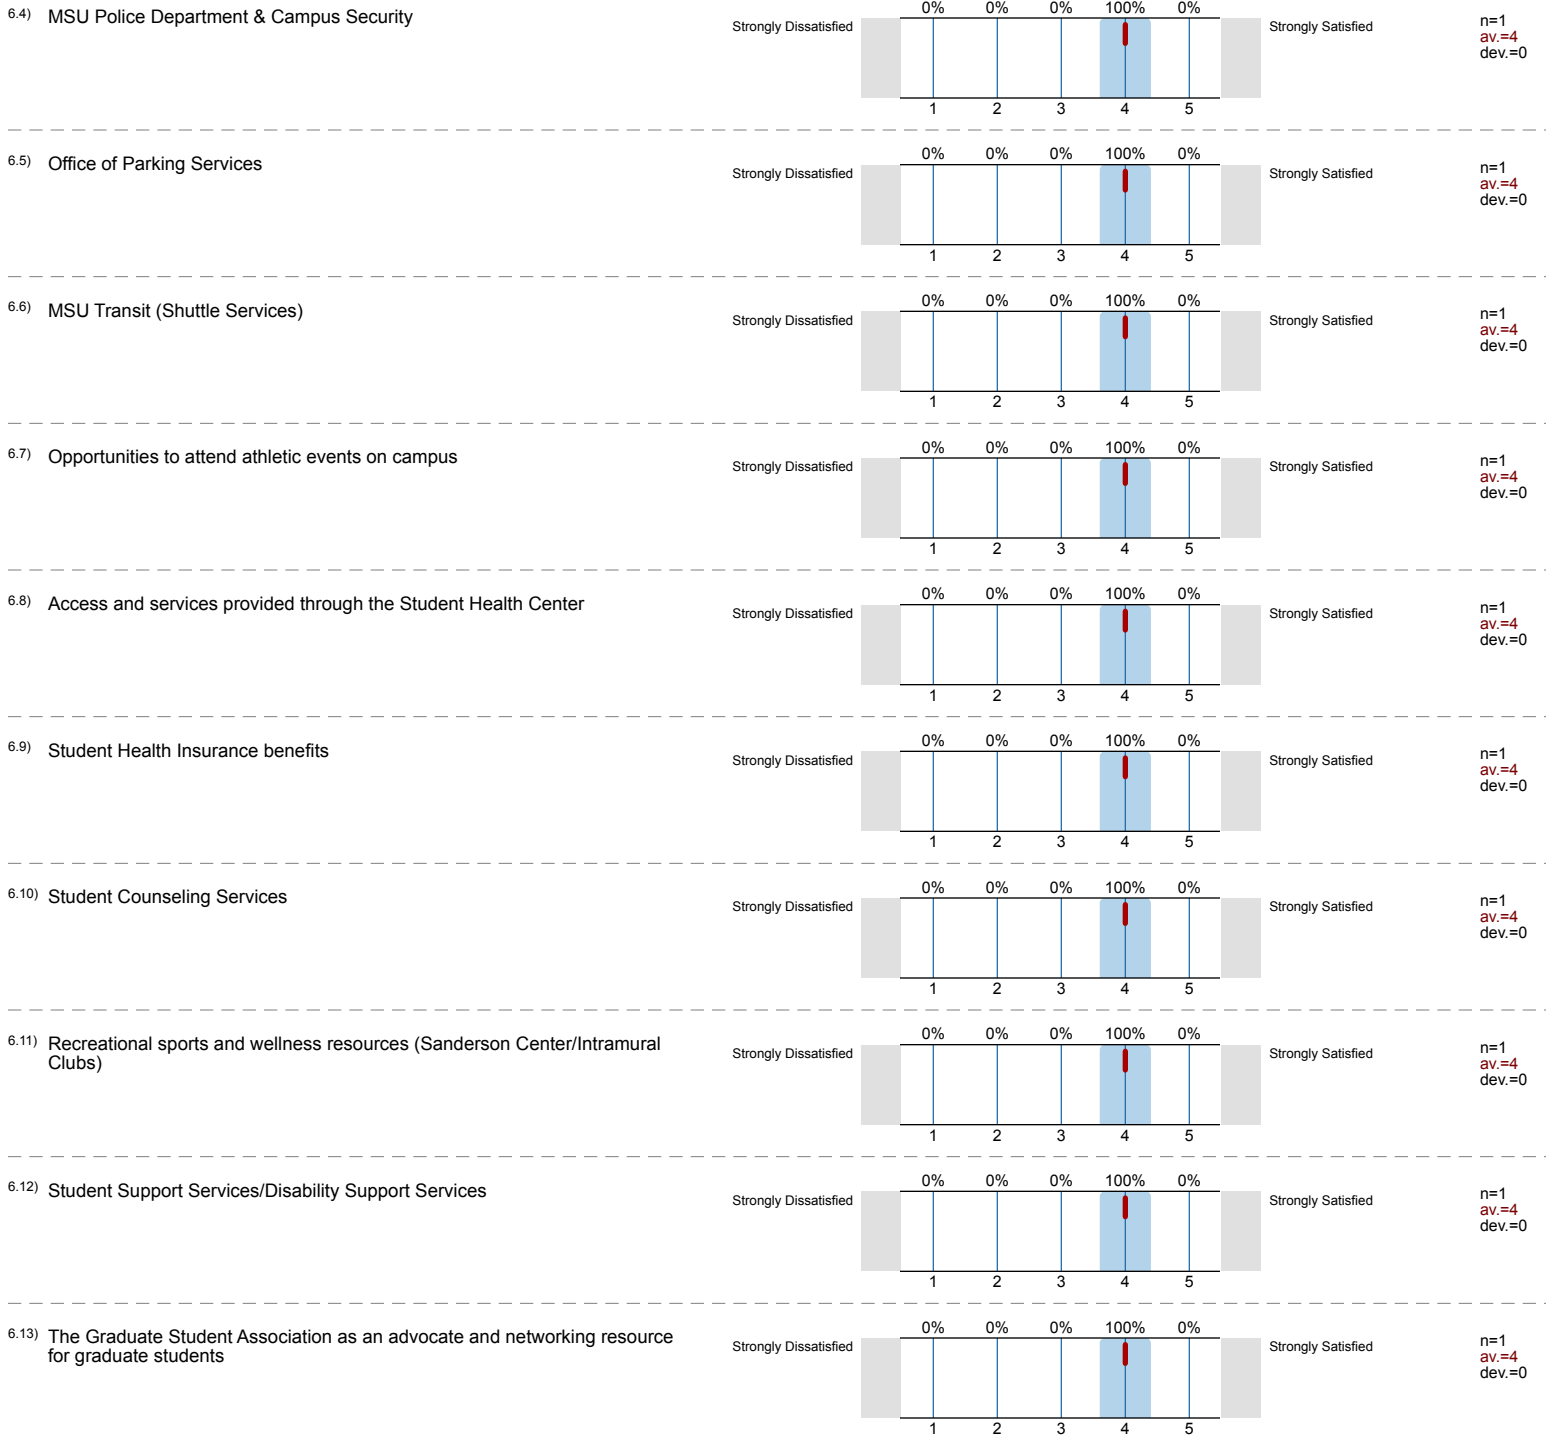 6.4) MSU Police Department & Campus Security
0% 0% 0% 100% 0%
Strongly Dissatisfied Strongly Satisfied
n=1
av.=4
dev.=0
1 2 3 4 5
6.5) Office of Parking Services
0% 0% 0% 100% 0%
Strongly Dissatisfied Strongly Satisfied
n=1
av.=4
dev.=0
1 2 3 4 5
6.6) MSU Transit (Shuttle Services)
0% 0% 0% 100% 0%
Strongly Dissatisfied Strongly Satisfied
n=1
av.=4
dev.=0
1 2 3 4 5
6.7) Opportunities to attend athletic events on campus
0% 0% 0% 100% 0%
Strongly Dissatisfied Strongly Satisfied
n=1
av.=4
dev.=0
1 2 3 4 5
6.8) Access and services provided through the Student Health Center
0% 0% 0% 100% 0%
Strongly Dissatisfied Strongly Satisfied
n=1
av.=4
dev.=0
1 2 3 4 5
6.9) Student Health Insurance benefits
0% 0% 0% 100% 0%
Strongly Dissatisfied Strongly Satisfied
n=1
av.=4
dev.=0
1 2 3 4 5
6.10) Student Counseling Services
0% 0% 0% 100% 0%
Strongly Dissatisfied Strongly Satisfied
n=1
av.=4
dev.=0
1 2 3 4 5
6.11) Recreational sports and wellness resources (Sanderson Center/Intramural
Clubs)
0% 0% 0% 100% 0%
Strongly Dissatisfied Strongly Satisfied
n=1
av.=4
dev.=0
1 2 3 4 5
6.12) Student Support Services/Disability Support Services
0% 0% 0% 100% 0%
Strongly Dissatisfied Strongly Satisfied
n=1
av.=4
dev.=0
1 2 3 4 5
6.13) The Graduate Student Association as an advocate and networking resource
for graduate students
0% 0% 0% 100% 0%
Strongly Dissatisfied Strongly Satisfied
n=1
av.=4
dev.=0
1 2 3 4 5